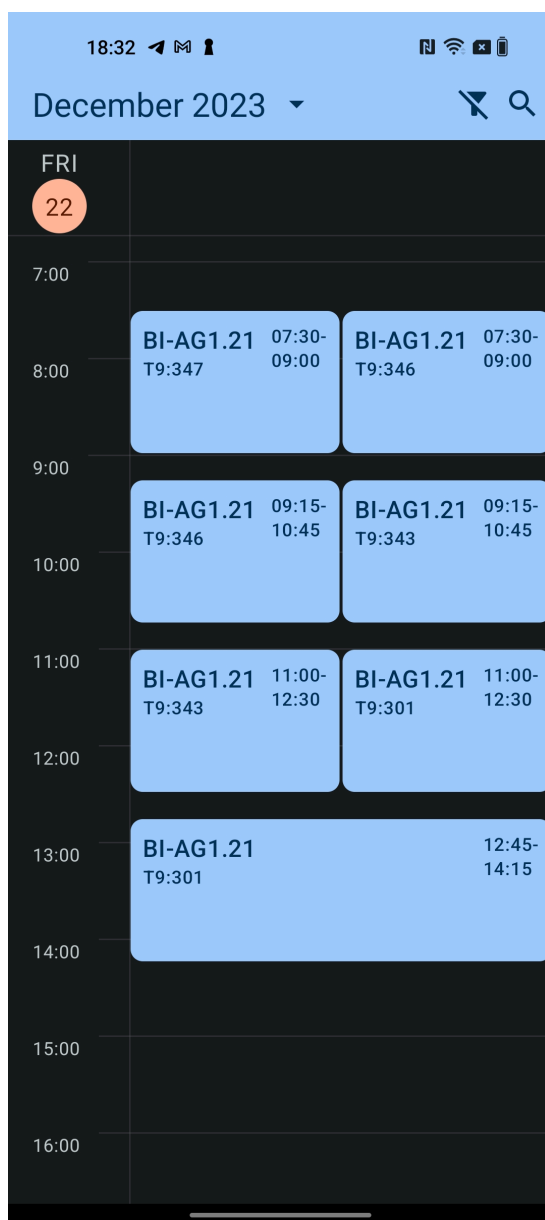 18:32
December 2023
FRI
22
7:00
BI-AG1.21 07:30-
T9:347 09:00
BI-AG1.21 07:30-
T9:346 09:00
8:00
9:00
BI-AG1.21 09:15-
T9:346 10:45
BI-AG1.21 09:15-
T9:343 10:45
10:00
11:00
BI-AG1.21 11:00-
T9:343 12:30
BI-AG1.21 11:00-
T9:301 12:30
12:00
13:00
BI-AG1.21 12:45-
T9:301 14:15
14:00
15:00
16:00